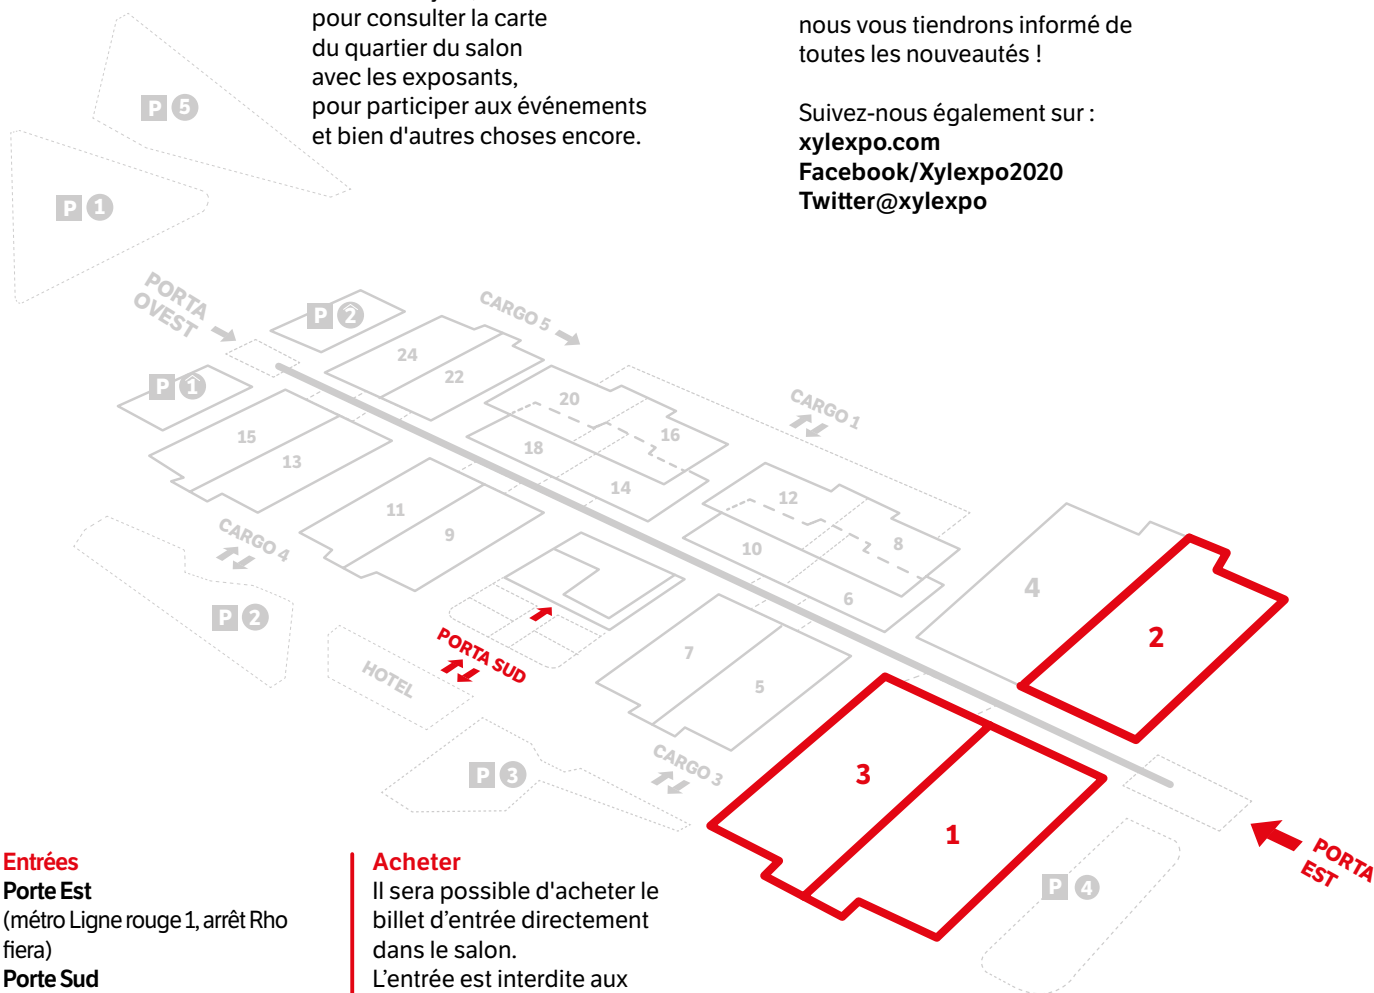 pour consulter la carte
du quartier du salon
avec les exposants,
pour participer aux événements
et bien d'autres choses encore.
nous vous tiendrons informé de
toutes les nouveautés !
Suivez-nous également sur :
xylexpo.com
Facebook/Xylexpo2020
Twitter@xylexpo
P 5
P 1
PORTA
OVEST
P 2
CARGO 5
24
22
P 1
20
16
CARGO 1
15
13
18
14
12
8
11
9
10
6
4
2
CARGO 4
P 2
HOTEL
PORTA SUD
7
5
P 3
CARGO 3
3
1
PORTA
EST
P 4
Entrées
Porte Est
(métro Ligne rouge 1, arrêt Rho
fiera)
Porte Sud
Acheter
Il sera possible d'acheter le
billet d’entrée directement
dans le salon.
L’entrée est interdite aux